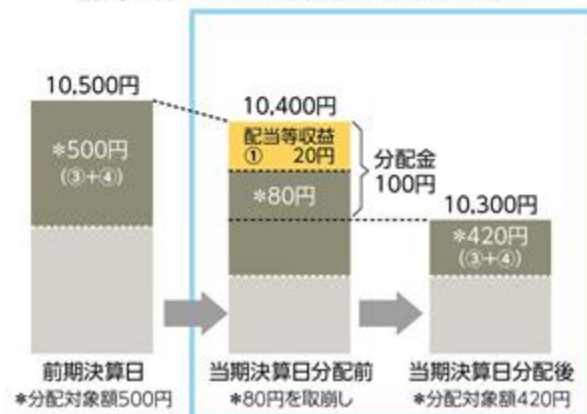 10,500円
10,400円
*500円
(③+④)
配当等収益
① 20円
*80円
分配金
100円
10,300円
*420円
(③+④)
前期決算日
当期決算日分配前
当期決算日分配後
*分配対象額500円
*80円を取崩し
*分配対象額420円